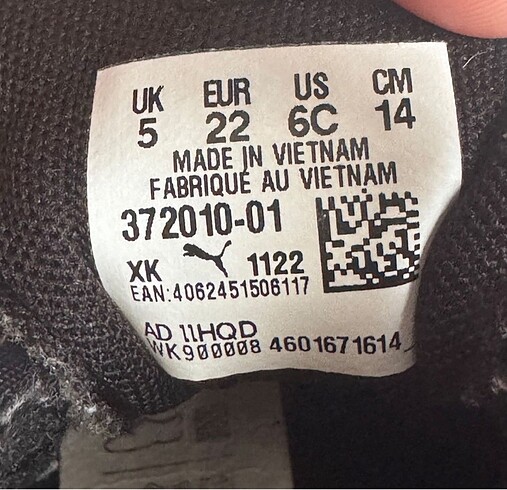 UK EUR US CM
5 22 6C 14
MADE IN VIETNAM
FABRIQUE AU VIETNAM
372010-01
XK 1122
EAN:4062451506117
AD 11HQD
WK900008 4601671614